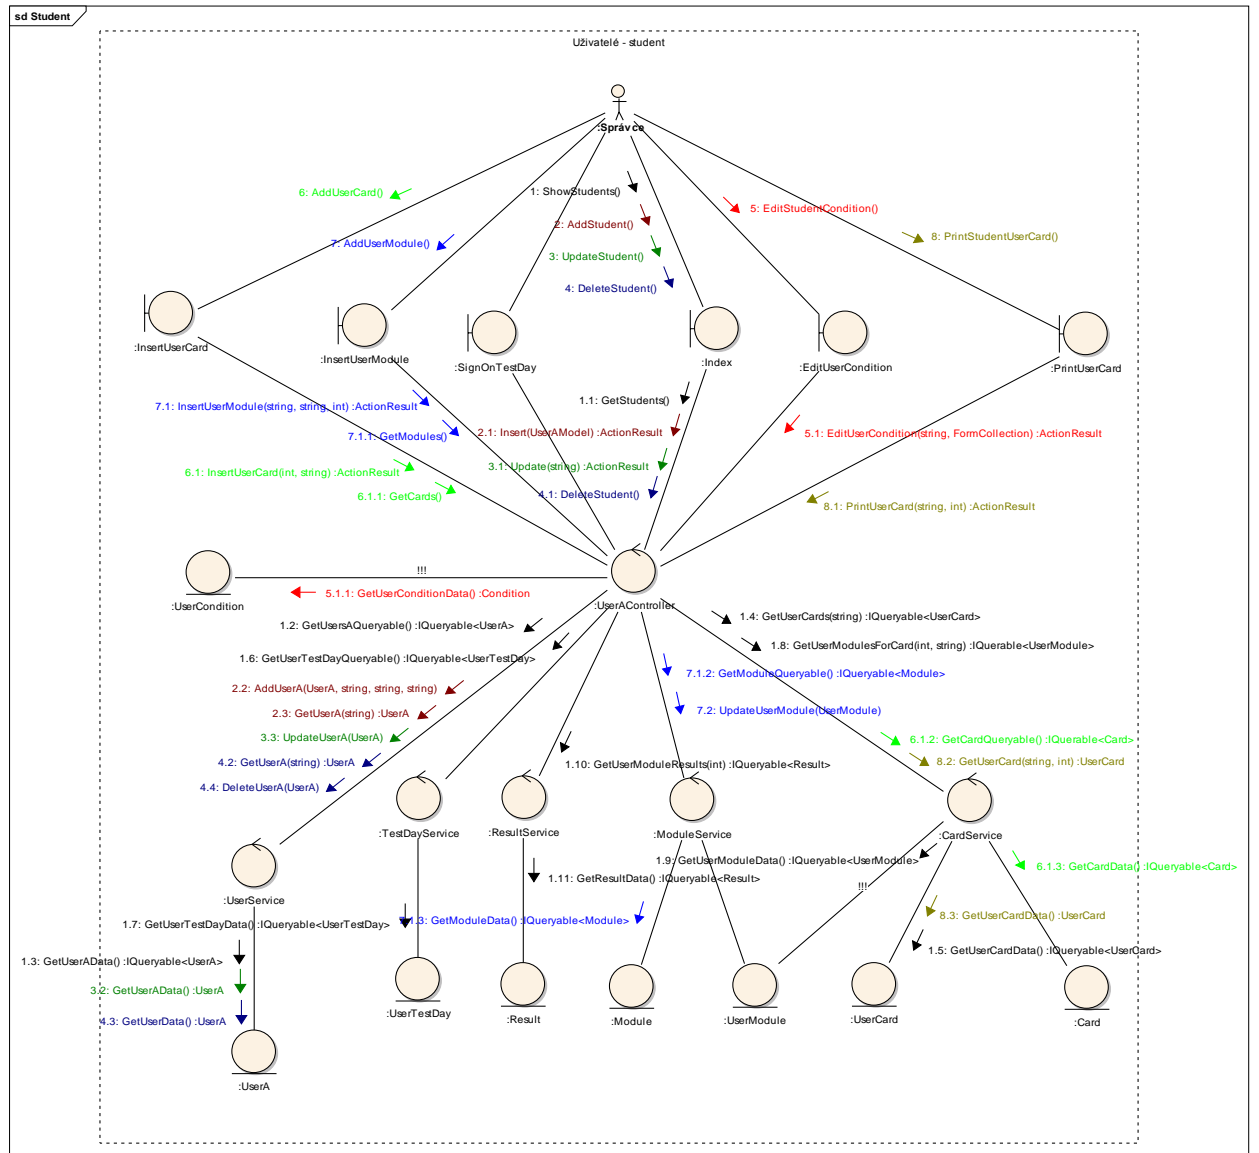 sd Student
Uživatelé - student
:Správce
6: AddUserCard()
1: ShowStudents()
5: EditStudentCondition()
2: AddStudent()
7: AddUserModule()
8: PrintStudentUserCard()
3: UpdateStudent()
4: DeleteStudent()
:InsertUserCard
:InsertUserModule
:SignOnTestDay
:Index
:EditUserCondition
:PrintUserCard
1.1: GetStudents()
7.1: InsertUserModule(string, string, int) :ActionResult
7.1.1: GetModules()
2.1: Insert(UserAModel) :ActionResult
5.1: EditUserCondition(string, FormCollection) :ActionResult
6.1: InsertUserCard(int, string) :ActionResult
3.1: Update(string) :ActionResult
6.1.1: GetCards()
4.1: DeleteStudent()
8.1: PrintUserCard(string, int) :ActionResult
!!!
:UserCondition
5.1.1: GetUserConditionData() :Condition
:UserAController
1.2: GetUsersAQueryable() :IQueryable<UserA>
1.4: GetUserCards(string) :IQueryable<UserCard>
1.6: GetUserTestDayQueryable() :IQueryable<UserTestDay>
1.8: GetUserModulesForCard(int, string) :IQuerable<UserModule>
7.1.2: GetModuleQueryable() :IQueryable<Module>
2.2: AddUserA(UserA, string, string, string)
2.3: GetUserA(string) :UserA
7.2: UpdateUserModule(UserModule)
3.3: UpdateUserA(UserA)
6.1.2: GetCardQueryable() :IQuerable<Card>
4.2: GetUserA(string) :UserA
1.10: GetUserModuleResults(int) :IQueryable<Result>
8.2: GetUserCard(string, int) :UserCard
4.4: DeleteUserA(UserA)
:TestDayService
:ResultService
:ModuleService
:CardService
1.9: GetUserModuleData() :IQueryable<UserModule>
6.1.3: GetCardData() :IQueryable<Card>
1.11: GetResultData() :IQueryable<Result>
!!!
:UserService
1.7: GetUserTestDayData() :IQueryable<UserTestDay>
7.1.3: GetModuleData() :IQueryable<Module>
8.3: GetUserCardData() :UserCard
1.5: GetUserCardData() :IQueryable<UserCard>
1.3: GetUserAData() :IQueryable<UserA>
3.2: GetUserAData() :UserA
4.3: GetUserData() :UserA
:UserTestDay
:Result
:Module
:UserModule
:UserCard
:Card
:UserA